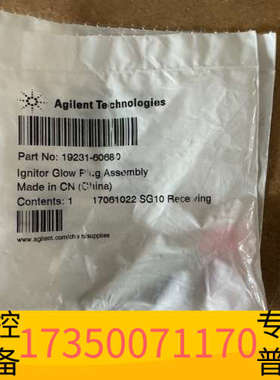 Agilent Technologies
Part No: 19231-60680
Ignitor Glow Plug Assembly
Made in CN (China)
Contents: 1 17061022 SG10 Receiving
www.agilent.com/chem/supplies
控 17350071170 专
备 普